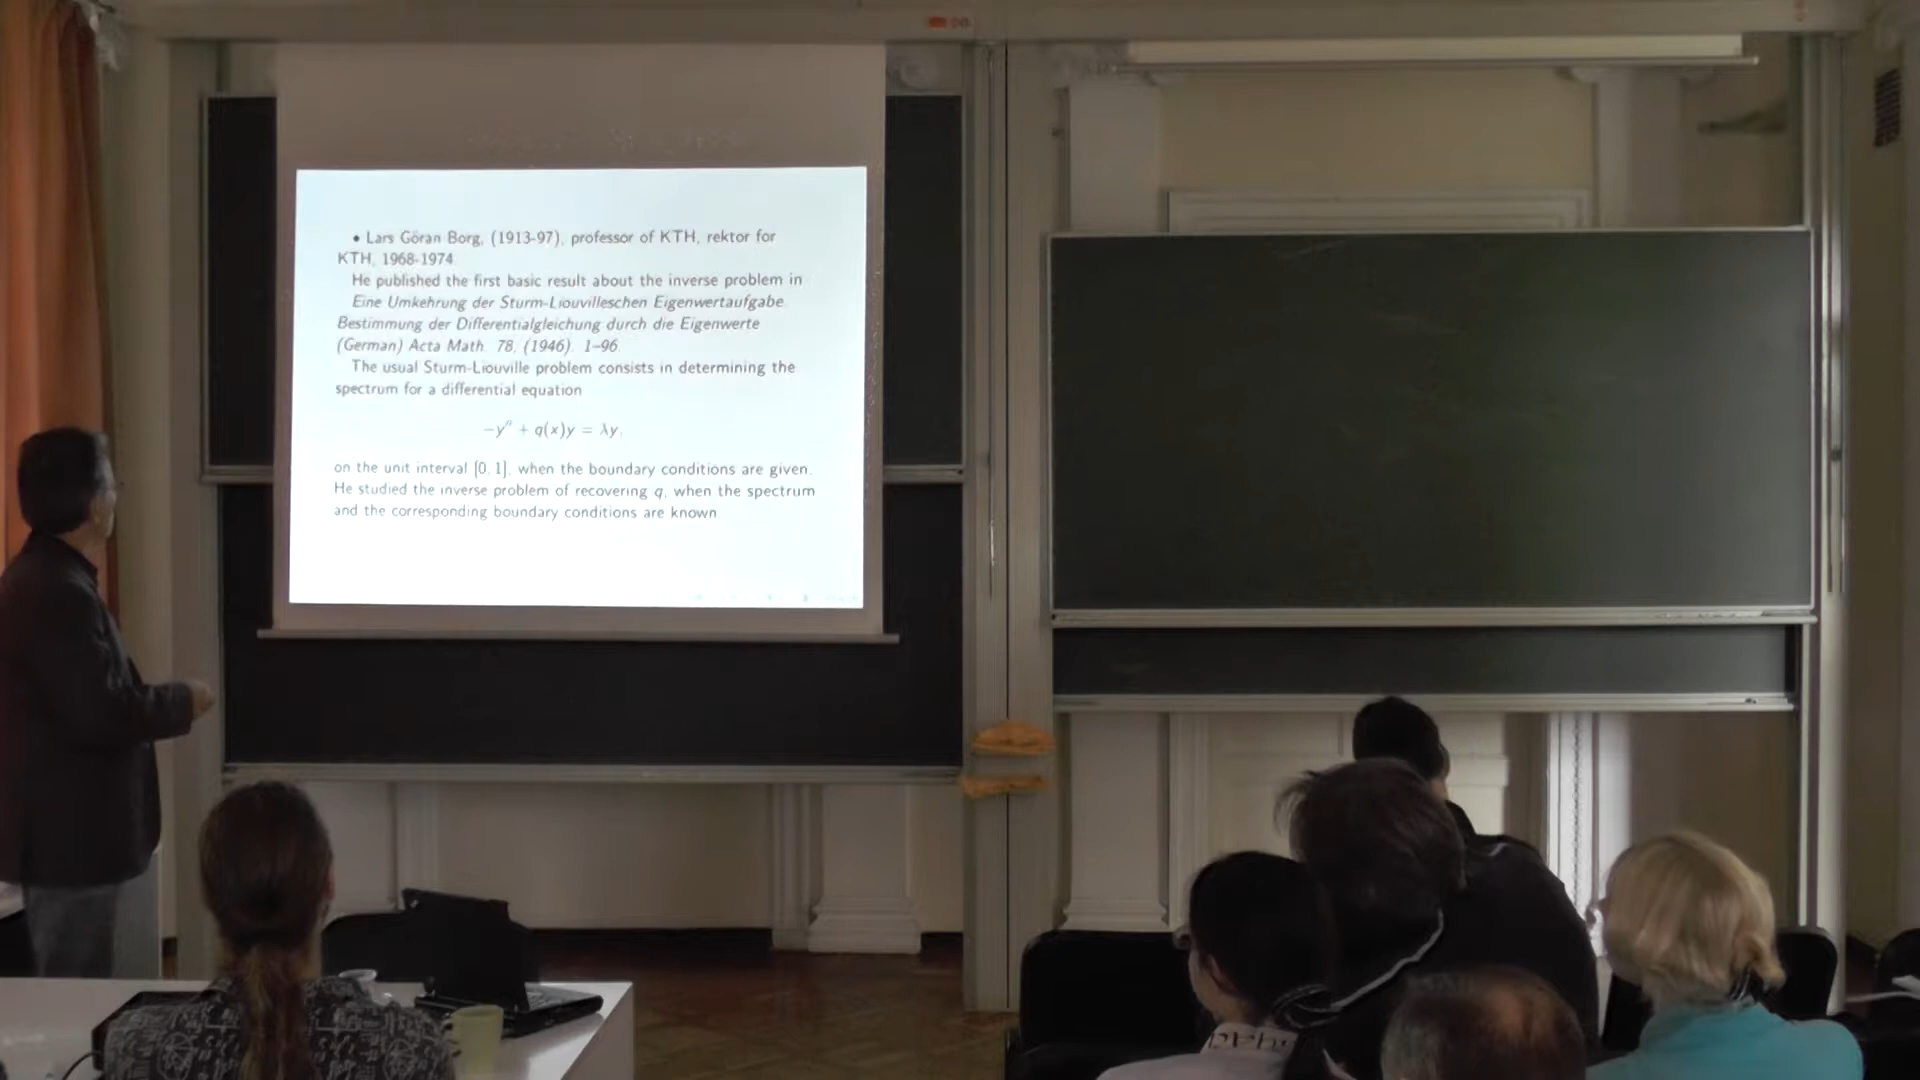 • Lars Göran Borg, (1913-97), professor of KTH, rektor for
KTH, 1968-1974.
He published the first basic result about the inverse problem in
Eine Umkehrung der Sturm-Liouvilleschen Eigenwertaufgabe.
Bestimmung der Differentialgleichung durch die Eigenwerte
(German) Acta Math. 78, (1946). 1–96.
The usual Sturm-Liouville problem consists in determining the
spectrum for a differential equation
−y″ + q(x)y = λy,
on the unit interval [0, 1], when the boundary conditions are given.
He studied the inverse problem of recovering q, when the spectrum
and the corresponding boundary conditions are known